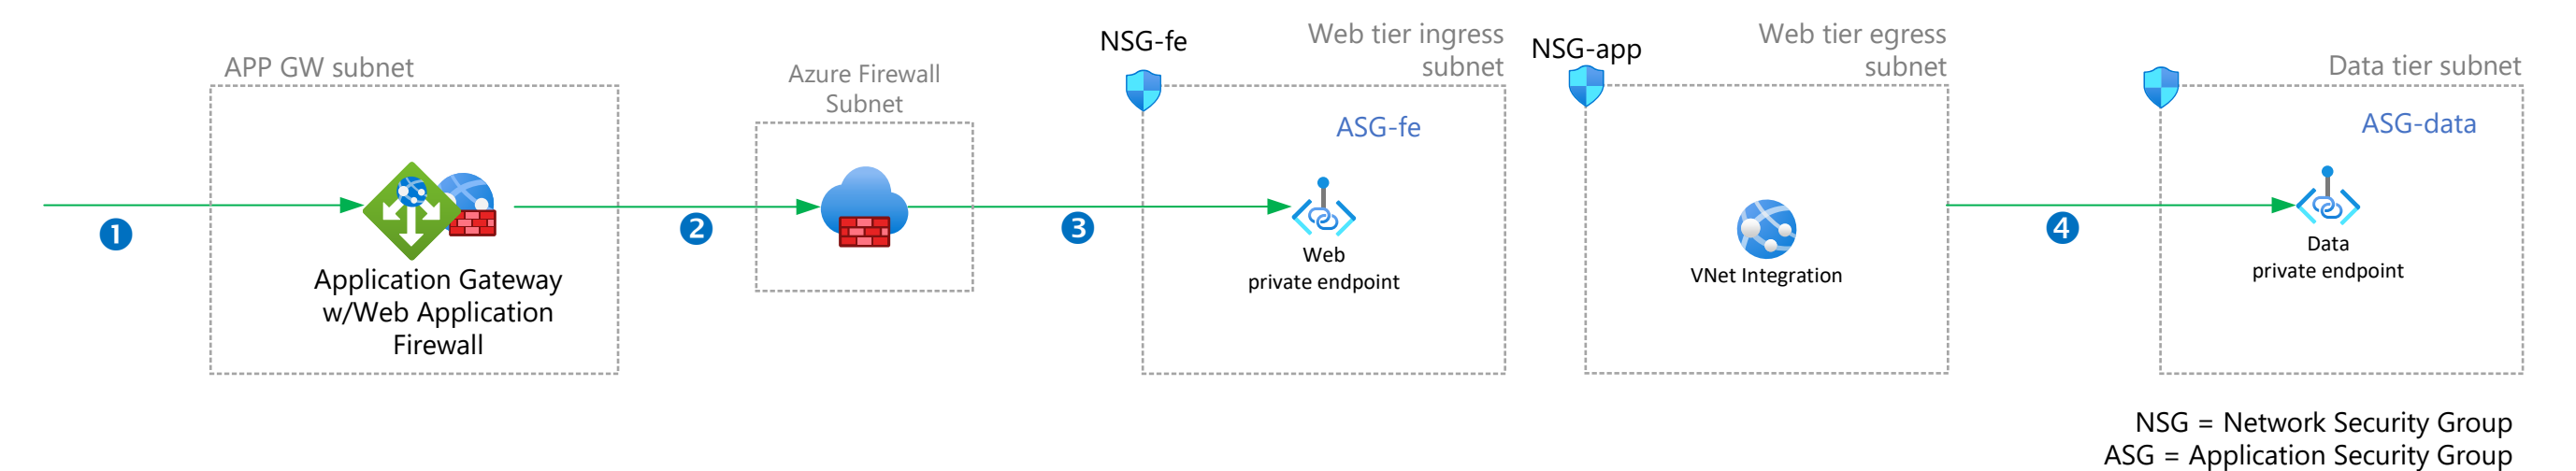 APP GW subnet
Application Gateway
w/Web Application
Firewall
Azure Firewall
Subnet
NSG-fe
Web tier ingress
subnet
ASG-fe
Web
private endpoint
NSG-app
Web tier egress
subnet
VNet Integration
Data tier subnet
ASG-data
Data
private endpoint
1
2
3
4
NSG = Network Security Group
ASG = Application Security Group